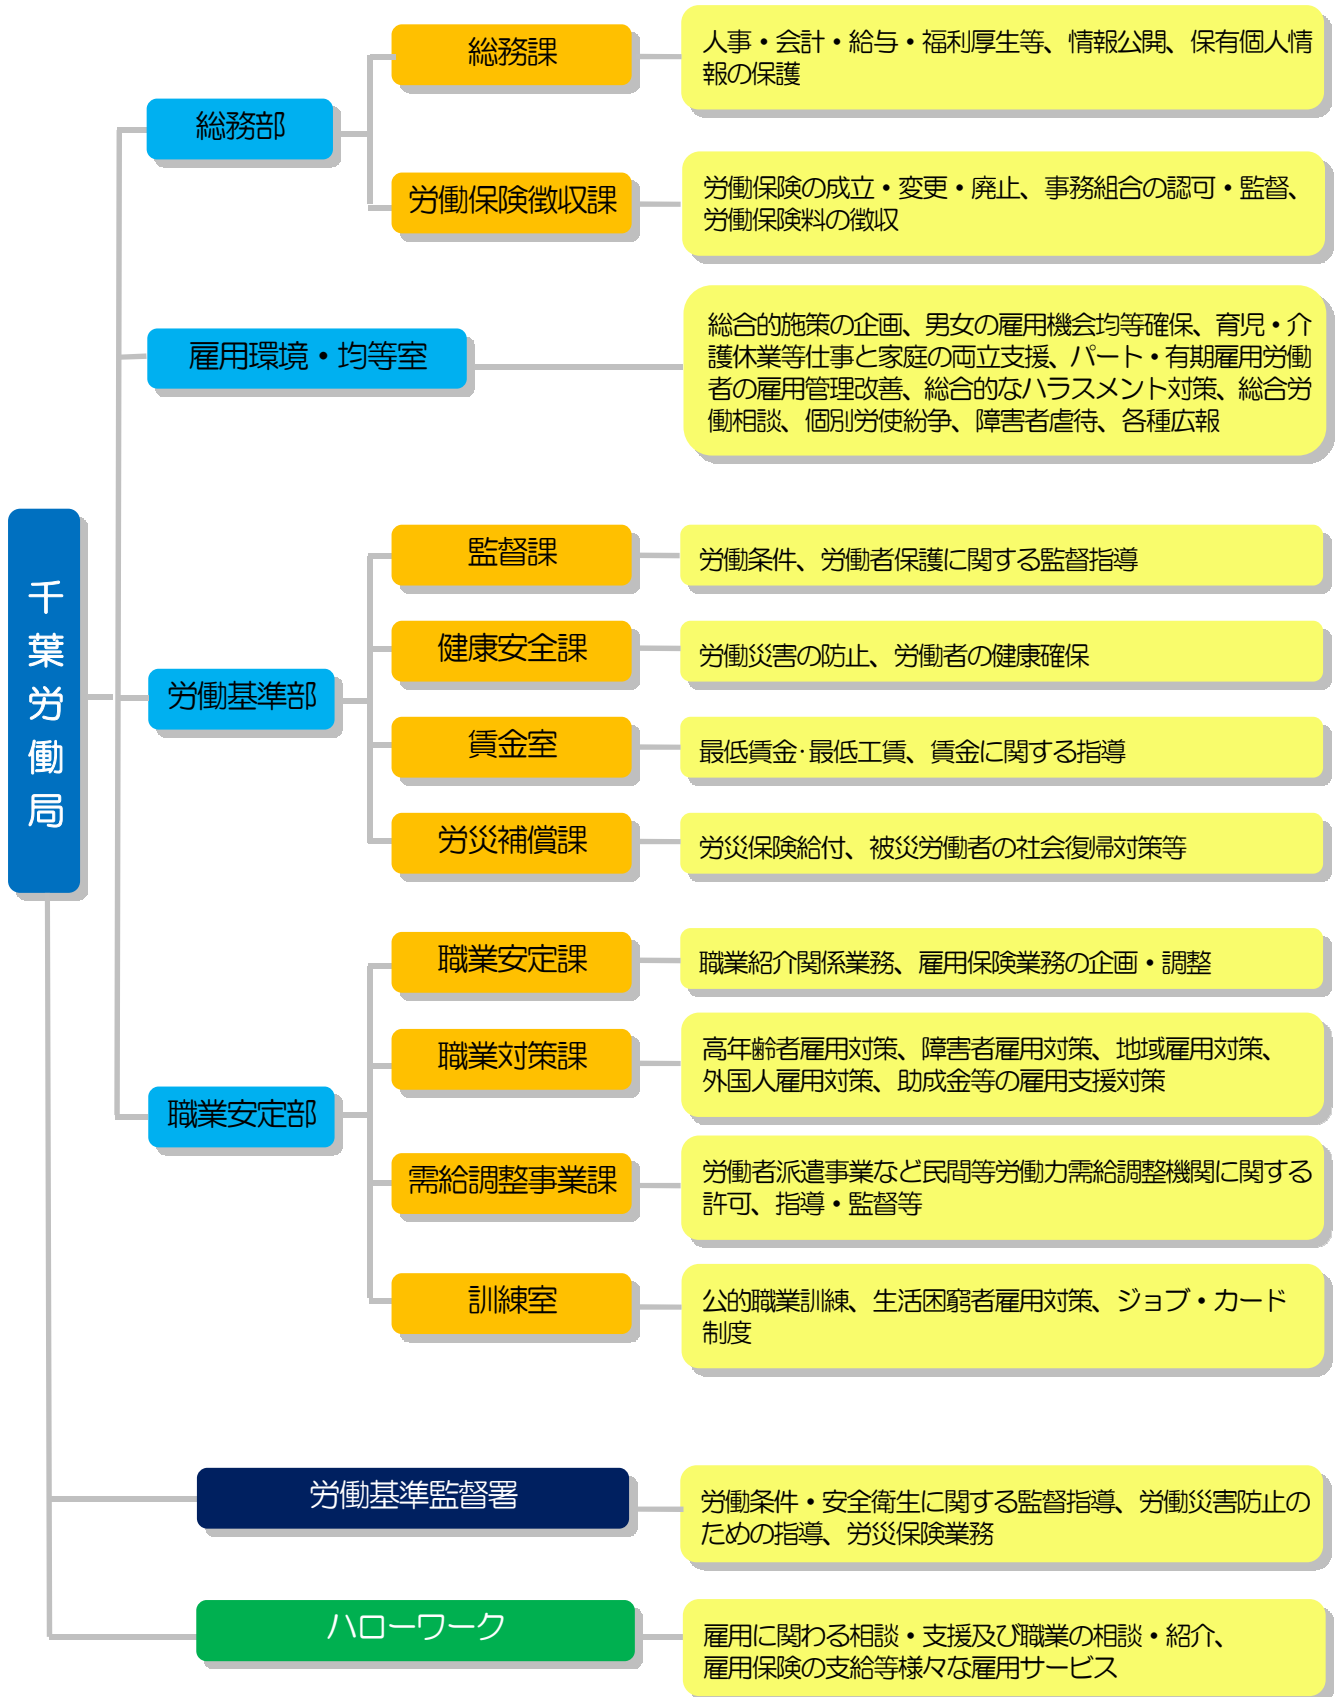 千葉労働局
総務部
総務課
人事・会計・給与・福利厚生等、情報公開、保有個人情
報の保護
労働保険徴収課
労働保険の成立・変更・廃止、事務組合の認可・監督、
労働保険料の徴収
雇用環境・均等室
総合的施策の企画、男女の雇用機会均等確保、育児・介
護休業等仕事と家庭の両立支援、パート・有期雇用労働
者の雇用管理改善、総合的なハラスメント対策、総合労
働相談、個別労使紛争、障害者虐待、各種広報
労働基準部
監督課
労働条件、労働者保護に関する監督指導
健康安全課
労働災害の防止、労働者の健康確保
賃金室
最低賃金･最低工賃、賃金に関する指導
労災補償課
労災保険給付、被災労働者の社会復帰対策等
職業安定部
職業安定課
職業紹介関係業務、雇用保険業務の企画・調整
職業対策課
高年齢者雇用対策、障害者雇用対策、地域雇用対策、
外国人雇用対策、助成金等の雇用支援対策
需給調整事業課
労働者派遣事業など民間等労働力需給調整機関に関する
許可、指導・監督等
訓練室
公的職業訓練、生活困窮者雇用対策、ジョブ・カード
制度
労働基準監督署
労働条件・安全衛生に関する監督指導、労働災害防止の
ための指導、労災保険業務
ハローワーク
雇用に関わる相談・支援及び職業の相談・紹介、
雇用保険の支給等様々な雇用サービス